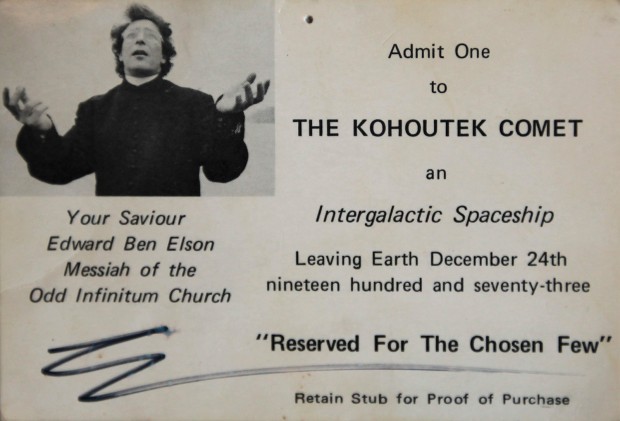 Admit One
to
THE KOHOUTEK COMET
an
Intergalactic Spaceship
Leaving Earth December 24th
nineteen hundred and seventy-three
"Reserved For The Chosen Few"
Retain Stub for Proof of Purchase
Your Saviour
Edward Ben Elson
Messiah of the
Odd Infinitum Church